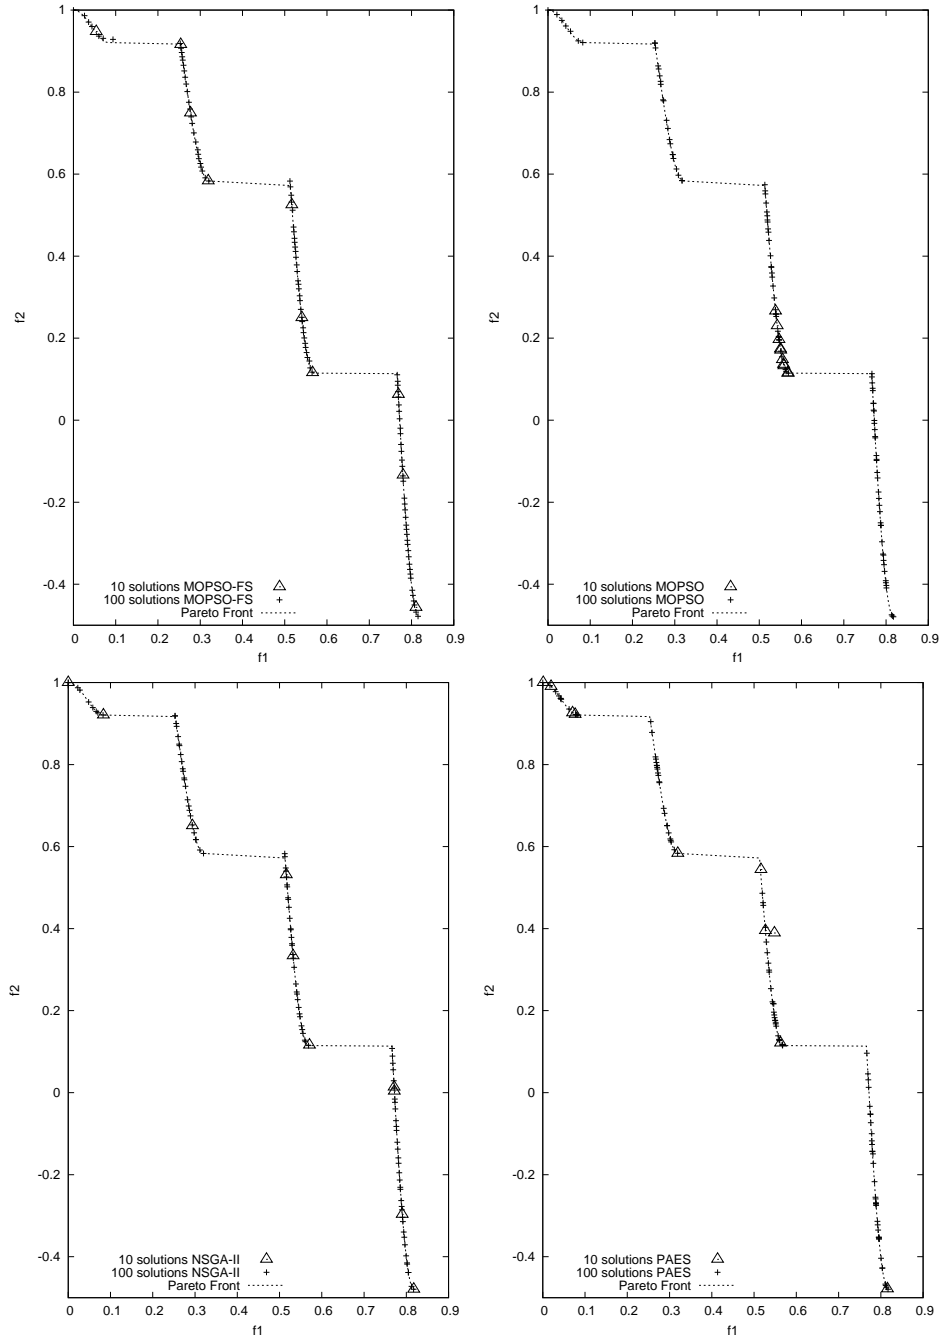 1
0.8
0.6
f2
0.4
0.2
0
-0.2
-0.4
10 solutions MOPSO-FS
100 solutions MOPSO-FS
Pareto Front
0 0.1 0.2 0.3 0.4 0.5 0.6 0.7 0.8 0.9
f1
1
0.8
0.6
f2
0.4
0.2
0
-0.2
-0.4
10 solutions MOPSO
100 solutions MOPSO
Pareto Front
0 0.1 0.2 0.3 0.4 0.5 0.6 0.7 0.8 0.9
f1
1
0.8
0.6
0.4
f2
0.2
0
-0.2
-0.4
10 solutions NSGA-II
100 solutions NSGA-II
Pareto Front
0 0.1 0.2 0.3 0.4 0.5 0.6 0.7 0.8 0.9
f1
1
0.8
0.6
0.4
f2
0.2
0
-0.2
-0.4
10 solutions PAES
100 solutions PAES
Pareto Front
0 0.1 0.2 0.3 0.4 0.5 0.6 0.7 0.8 0.9
f1